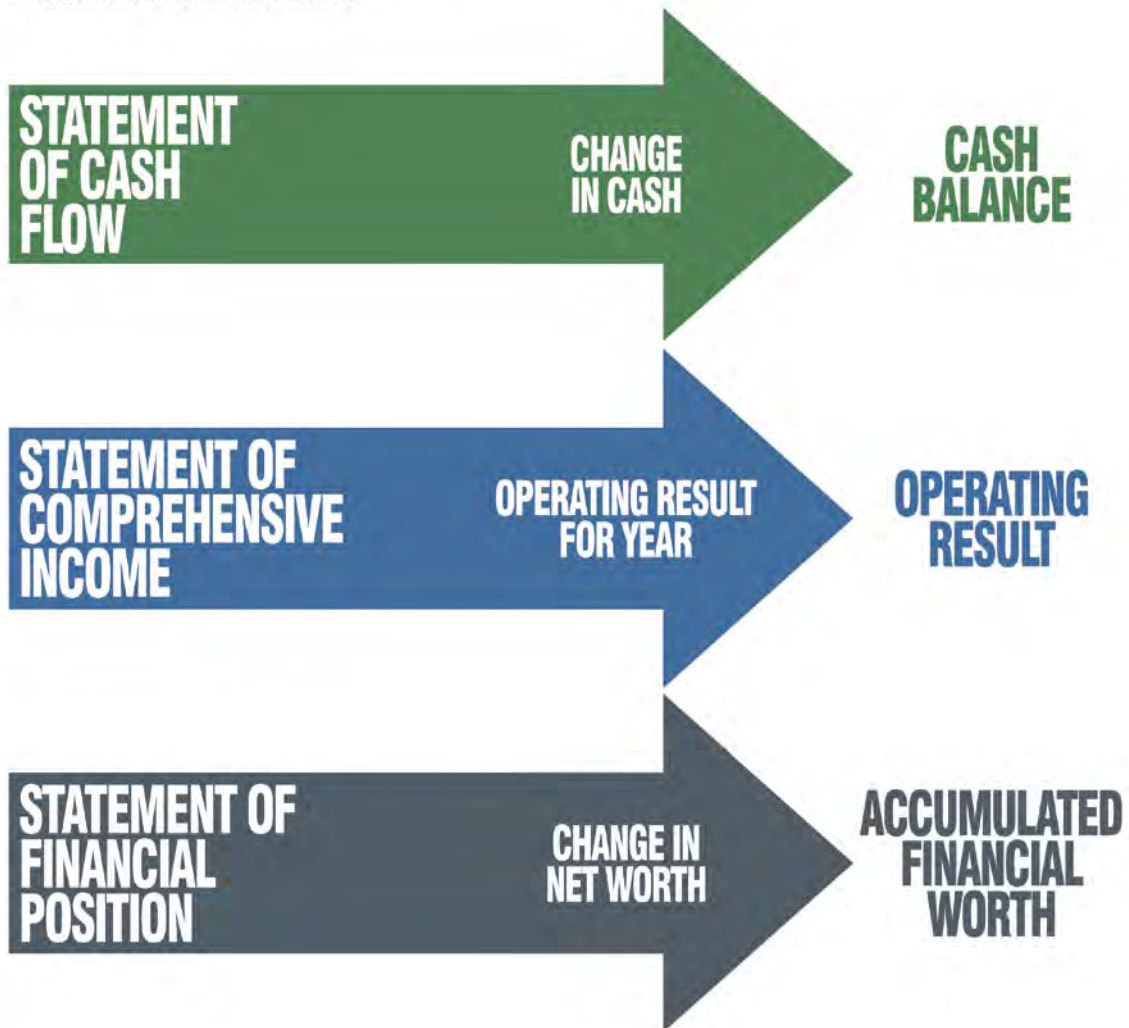 STATEMENT
OF CASH
FLOW
CHANGE
IN CASH
CASH
BALANCE
STATEMENT OF
COMPREHENSIVE
INCOME
OPERATING RESULT
FOR YEAR
OPERATING
RESULT
STATEMENT OF
FINANCIAL
POSITION
CHANGE IN
NET WORTH
ACCUMULATED
FINANCIAL
WORTH